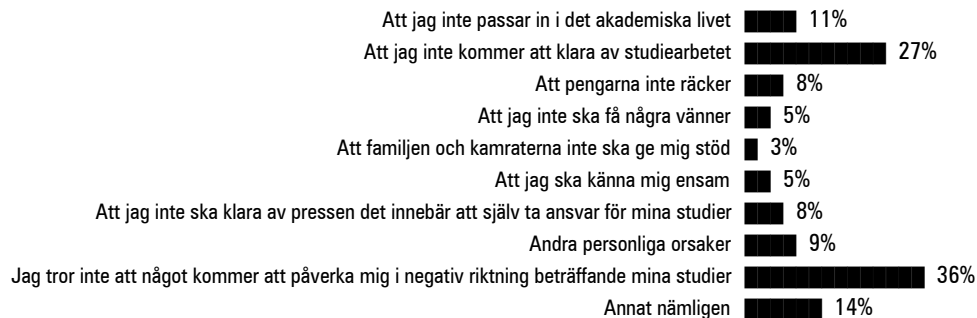 Att jag inte passar in i det akademiska livet 11%
Att jag inte kommer att klara av studiearbetet 27%
Att pengarna inte räcker 8%
Att jag inte ska få några vänner 5%
Att familjen och kamraterna inte ska ge mig stöd 3%
Att jag ska känna mig ensam 5%
Att jag inte ska klara av pressen det innebär att själv ta ansvar för mina studier 8%
Andra personliga orsaker 9%
Jag tror inte att något kommer att påverka mig i negativ riktning beträffande mina studier 36%
Annat nämligen 14%